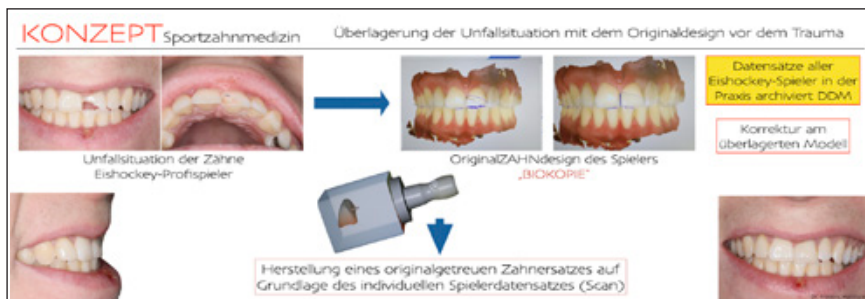 KONZEPT Sportzahnmedizin
Überlagerung der Unfallsituation mit dem Originaldesign vor dem Trauma
Unfallsituation der Zähne
Eishockey-Profispieler
OriginalZAHNdesign des Spielers
„BIOKOPIE“
Datensätze aller
Eishockey-Spieler in der
Praxis archiviert DDM
Korrektur am
überlagerten Modell
Herstellung eines originalgetreuen Zahnersatzes auf
Grundlage des individuellen Spielerdatensatzes (Scan)